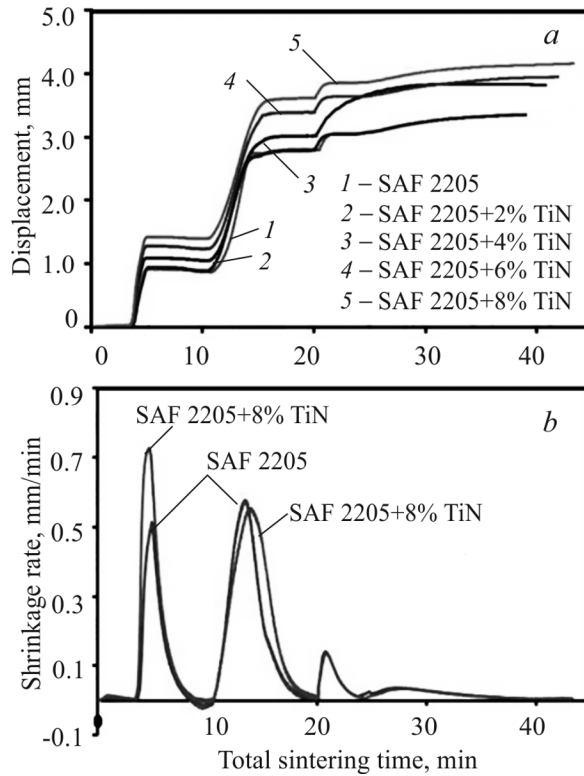 5.0
a
5
4.0
4
3.0
3
1 – SAF 2205
2.0
2 – SAF 2205+2% TiN
1
3 – SAF 2205+4% TiN
1.0
2
4 – SAF 2205+6% TiN
5 – SAF 2205+8% TiN
0
Displacement, mm
0 10 20 30 40
0.9
b
SAF 2205+8% TiN
0.7
SAF 2205
SAF 2205+8% TiN
0.5
0.3
0.1
-0.1
Shrinkage rate, mm/min
10 20 30 40
Total sintering time, min